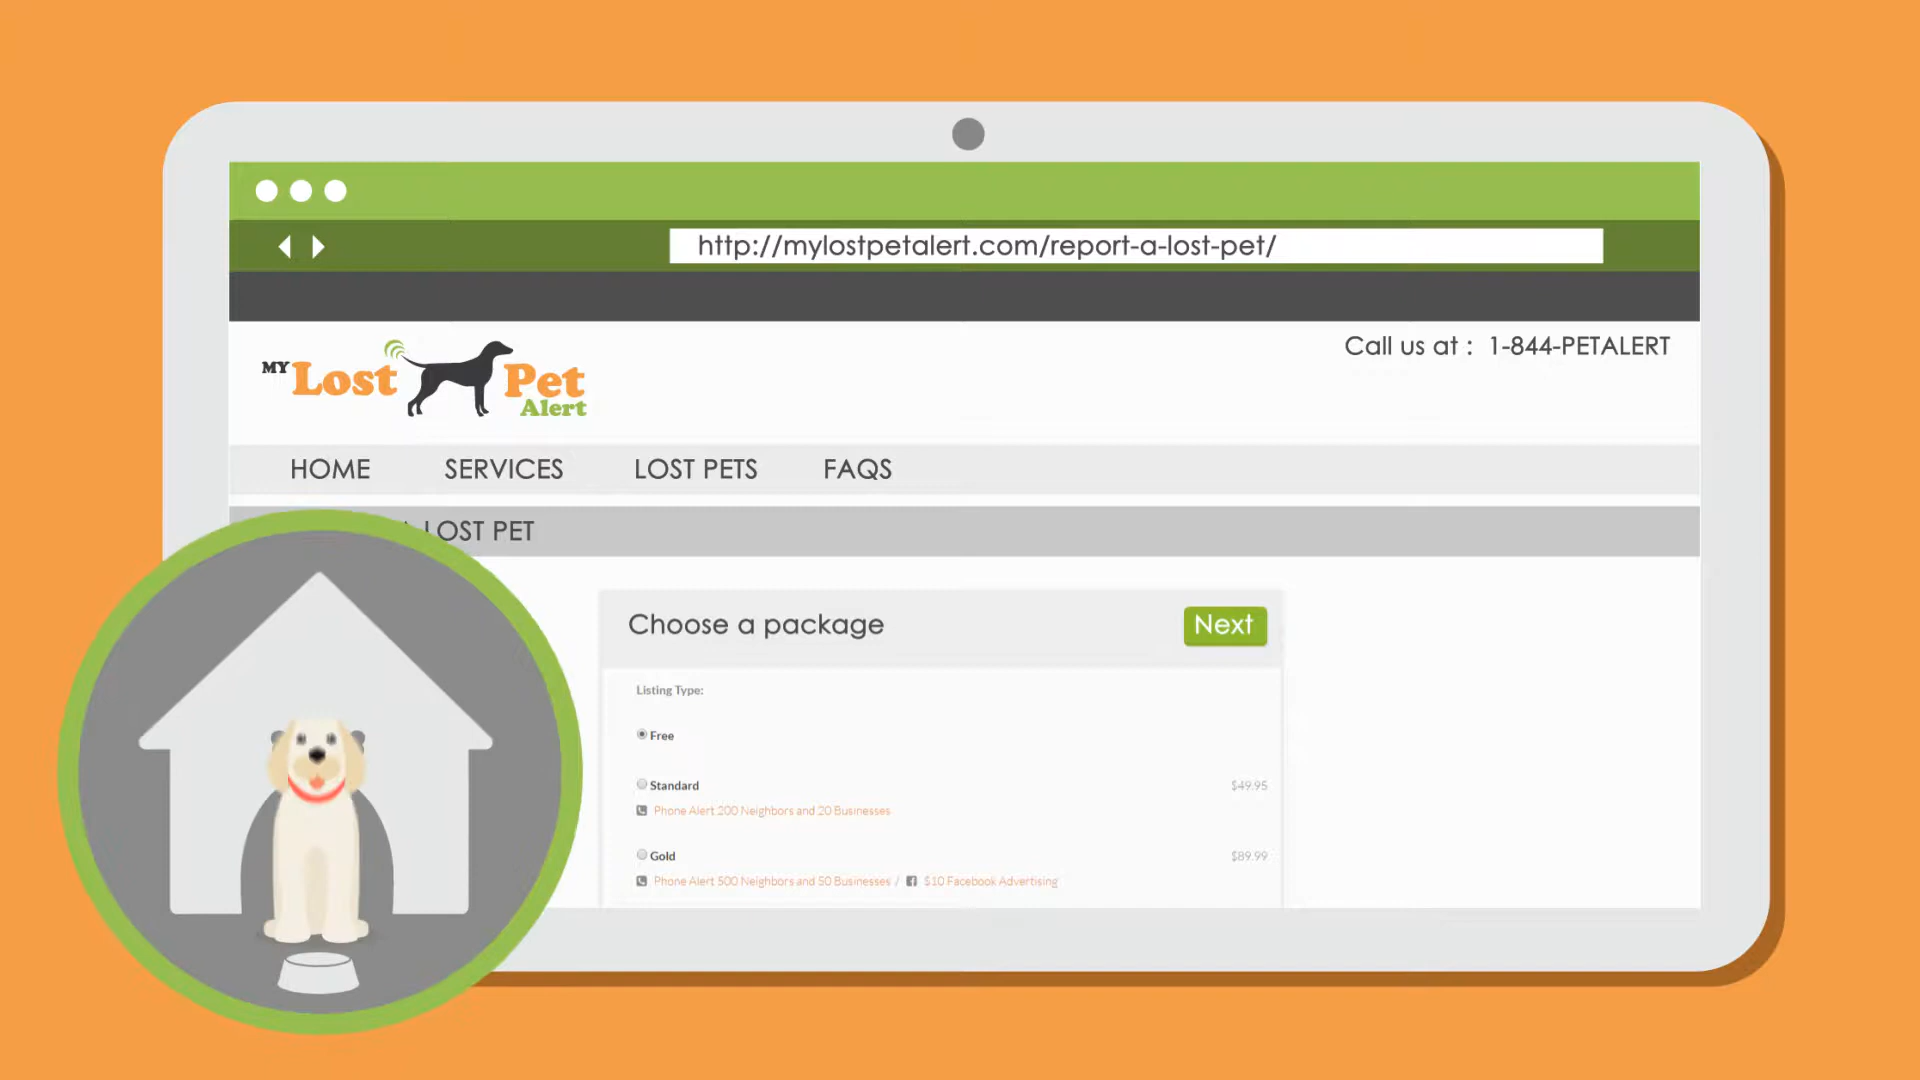 http://mylostpetalert.com/report-a-lost-pet/
Call us at : 1-844-PETALERT
MY Lost Pet
Alert
HOME SERVICES LOST PETS FAQS
LOST PET
Choose a package Next
Listing Type:
Free
Standard $49.95
Phone Alert 200 Neighbors and 20 Businesses
Gold $89.99
Phone Alert 500 Neighbors and 50 Businesses / $10 Facebook Advertising